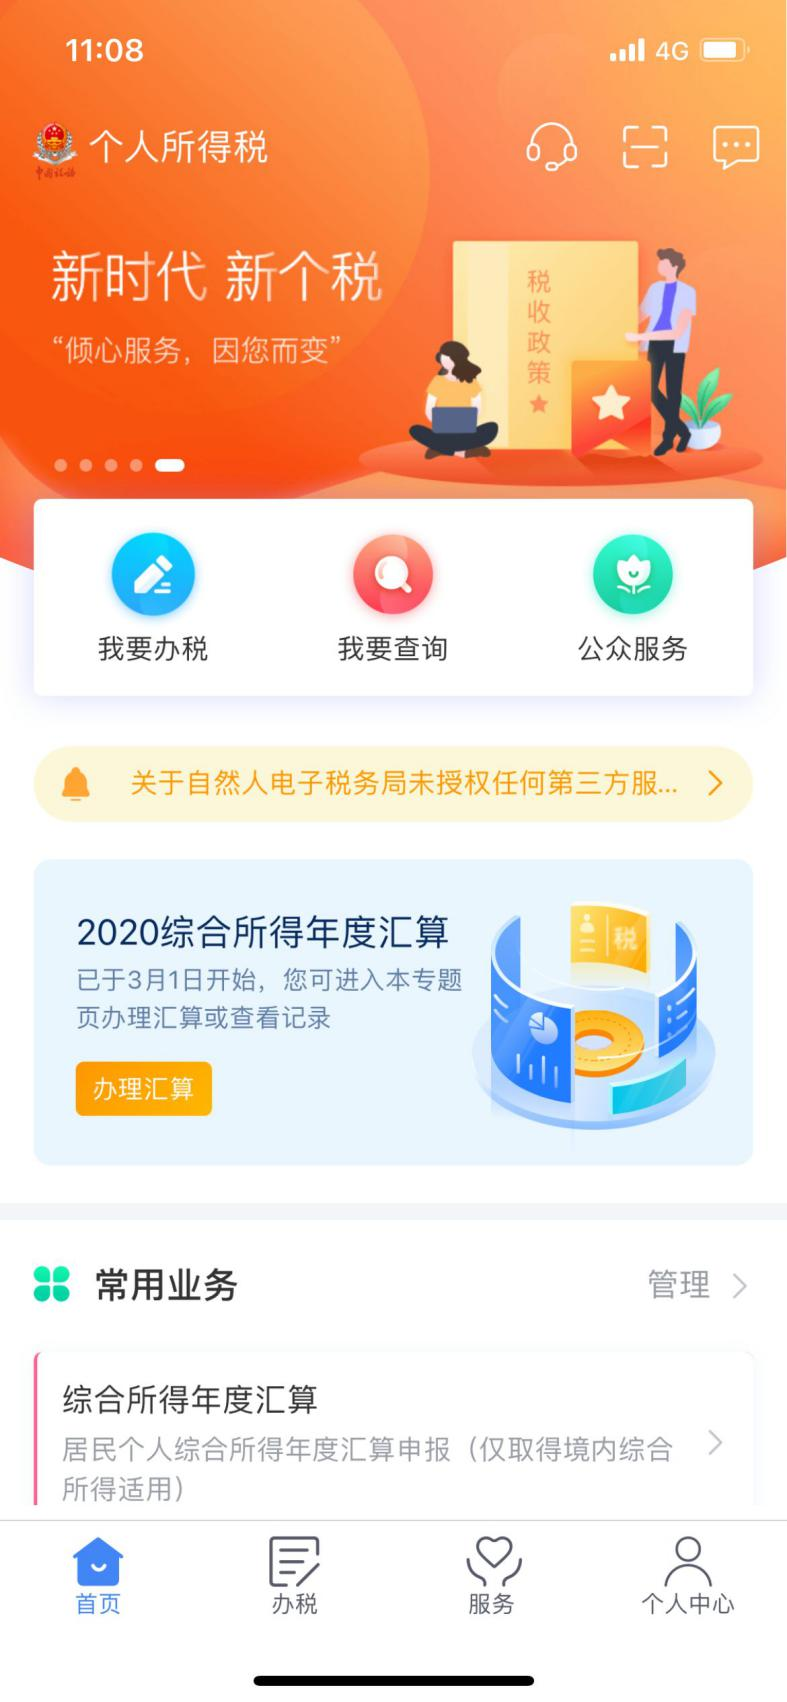 11:08
4G
个人所得税
中国税务
新时代 新个税
“倾心服务，因您而变”
税收政策
我要办税
我要查询
公众服务
关于自然人电子税务局未授权任何第三方服...
2020综合所得年度汇算
已于3月1日开始，您可进入本专题
页办理汇算或查看记录
税
办理汇算
常用业务
管理
综合所得年度汇算
居民个人综合所得年度汇算申报（仅取得境内综合
所得适用）
首页
办税
服务
个人中心